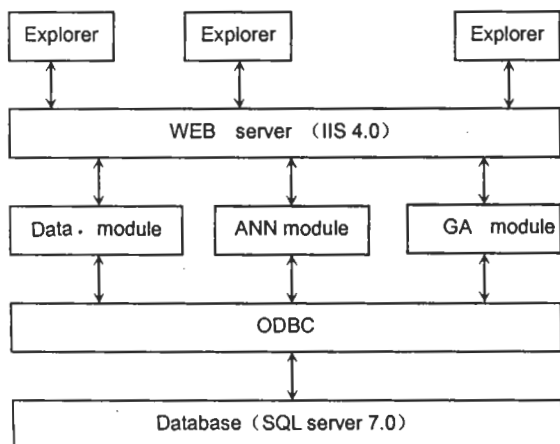 Explorer Explorer Explorer
WEB server（IIS 4.0）
Data · module ANN module GA module
ODBC
Database（SQL server 7.0）